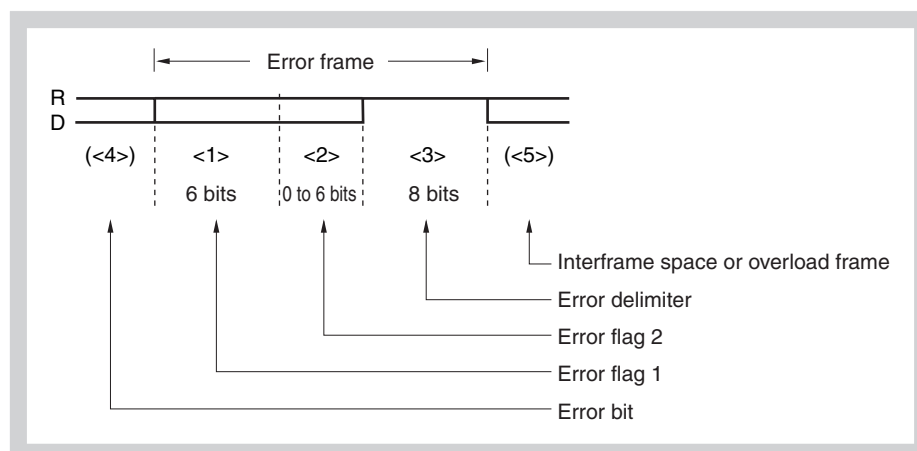 Error frame
R
D
(<4>) <1> <2> <3> (<5>)
6 bits 0 to 6 bits 8 bits
Interframe space or overload frame
Error delimiter
Error flag 2
Error flag 1
Error bit